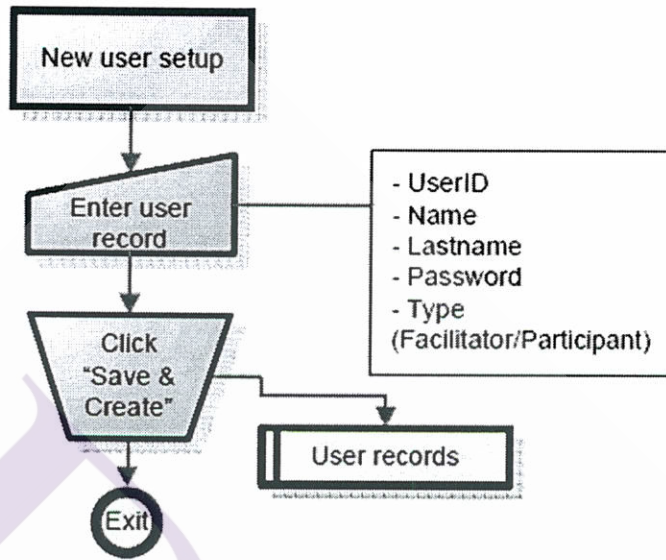 New user setup
Enter user
record
- UserID
- Name
- Lastname
- Password
- Type
(Facilitator/Participant)
Click
"Save &
Create"
User records
Exit